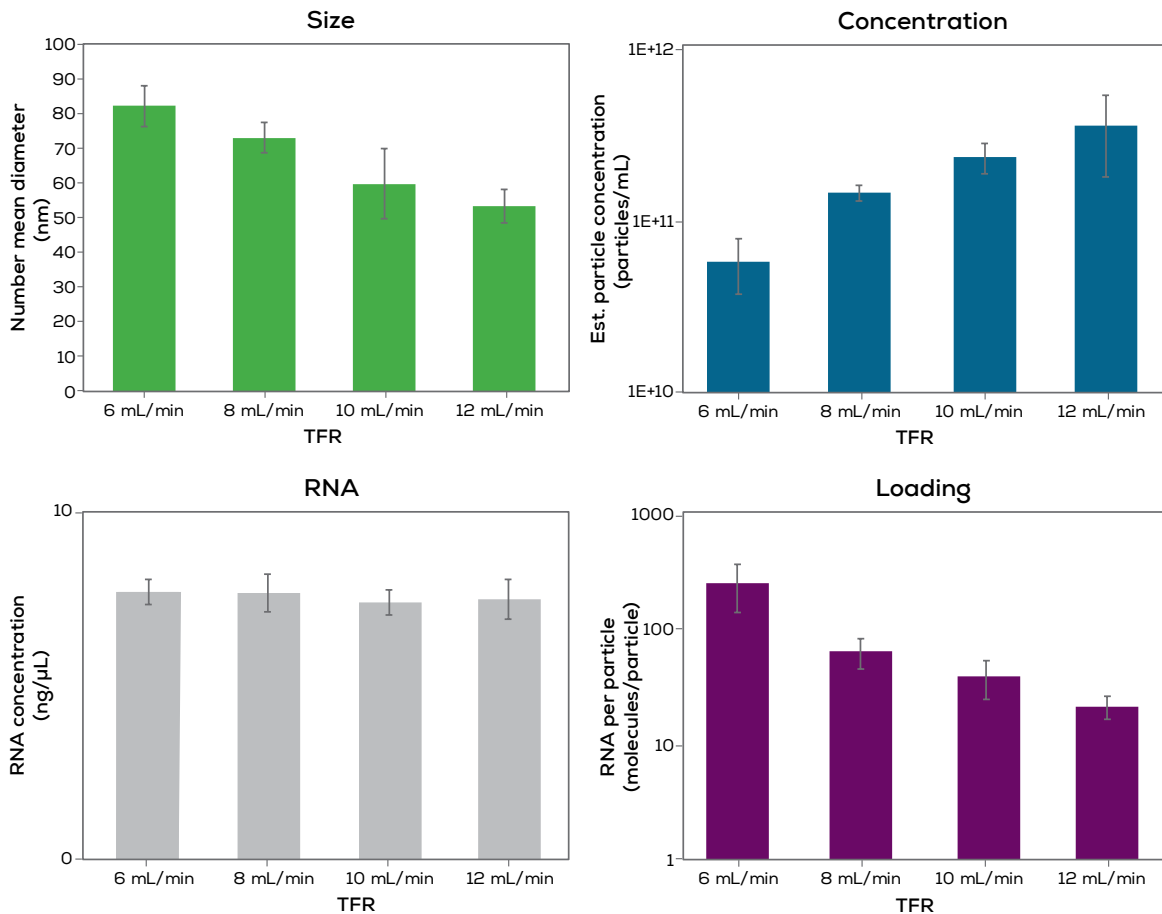 Size
Number mean diameter
(nm)
100
90
80
70
60
50
40
30
20
10
0
6 mL/min 8 mL/min 10 mL/min 12 mL/min
TFR
Concentration
Est. particle concentration
(particles/mL)
1E+12
1E+11
1E+10
6 mL/min 8 mL/min 10 mL/min 12 mL/min
TFR
RNA
RNA concentration
(ng/µL)
10
0
6 mL/min 8 mL/min 10 mL/min 12 mL/min
TFR
Loading
RNA per particle
(molecules/particle)
1000
100
10
1
6 mL/min 8 mL/min 10 mL/min 12 mL/min
TFR